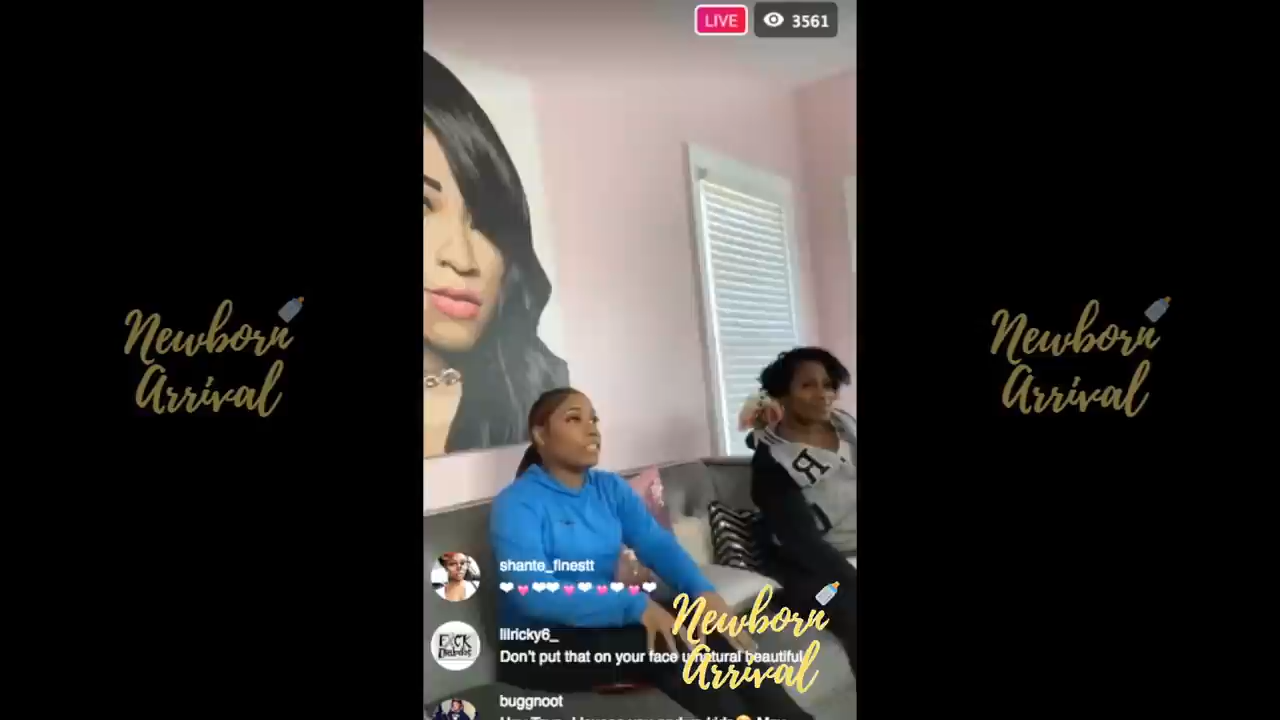 LIVE 3561
Newborn
Arrival
Newborn
Arrival
R
shante_finestt
lilricky6_
Don't put that on your face u natural beautiful
Newborn
Arrival
buggnoot